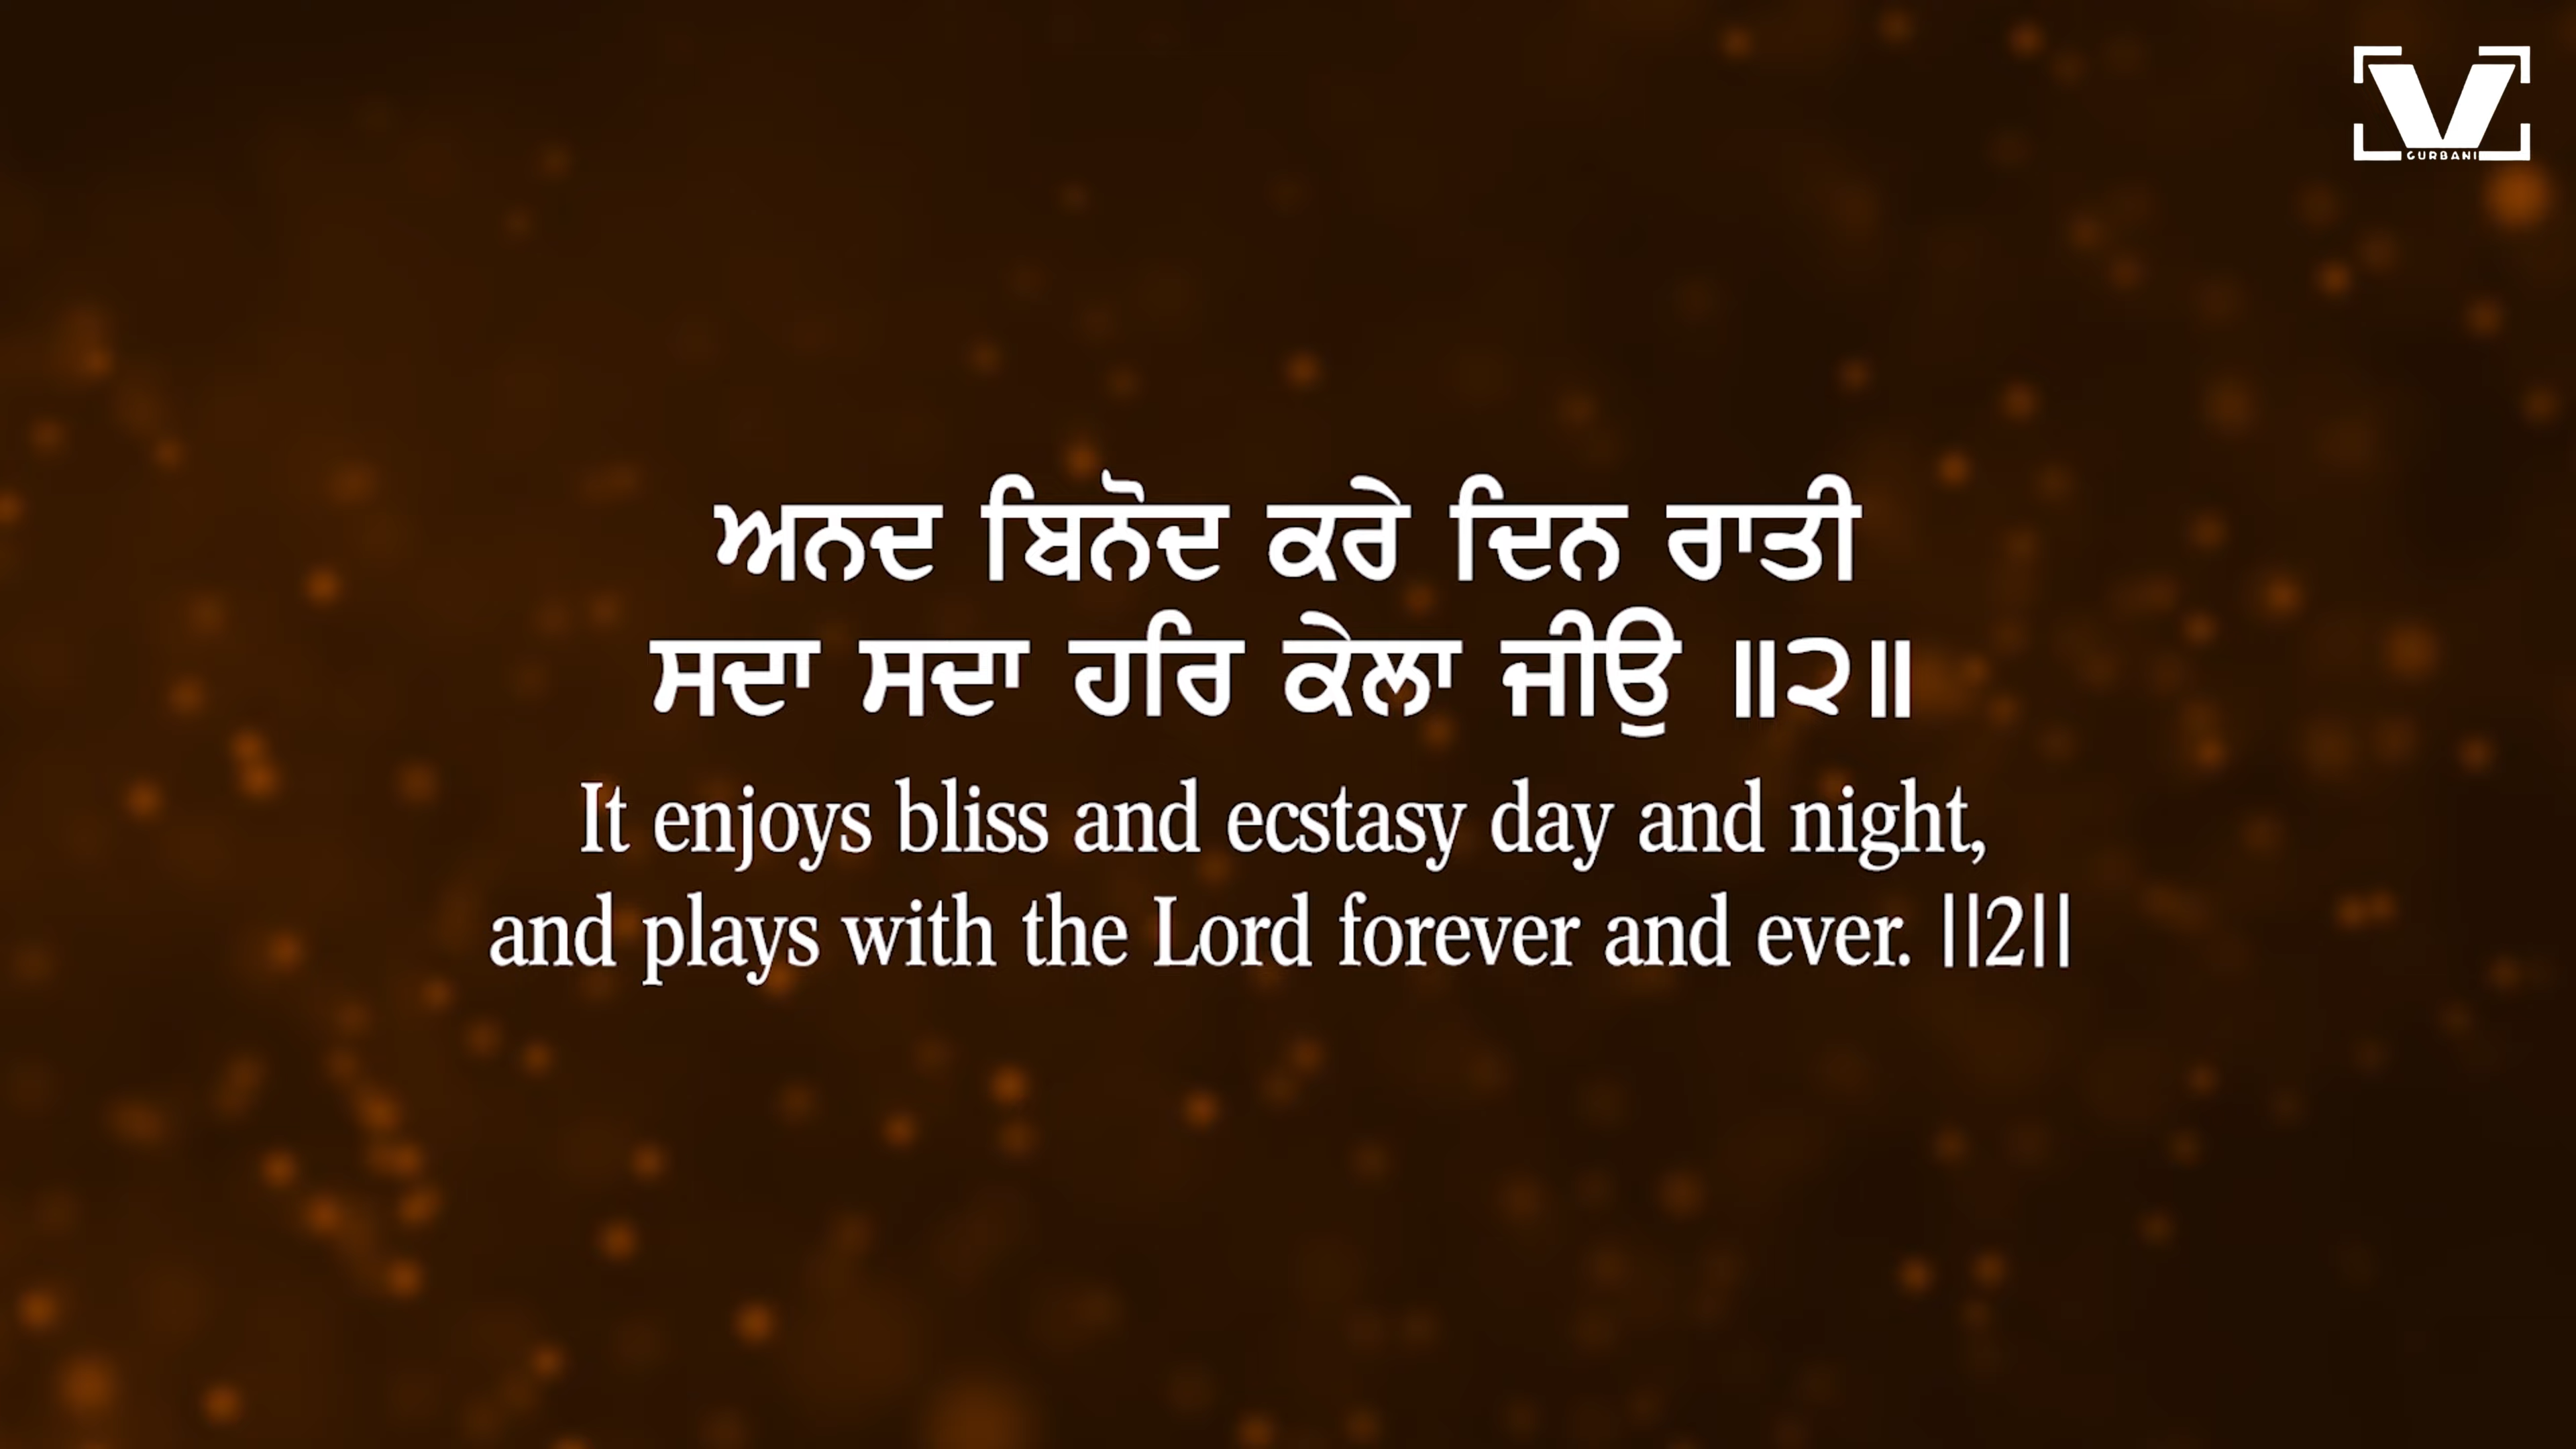 V
GURBANI
ਅਨਦ ਬਿਨੋਦ ਕਰੇ ਦਿਨ ਰਾਤੀ
ਸਦਾ ਸਦਾ ਹਰਿ ਕੇਲਾ ਜੀਉ ॥੨॥
It enjoys bliss and ecstasy day and night,
and plays with the Lord forever and ever. ||2||